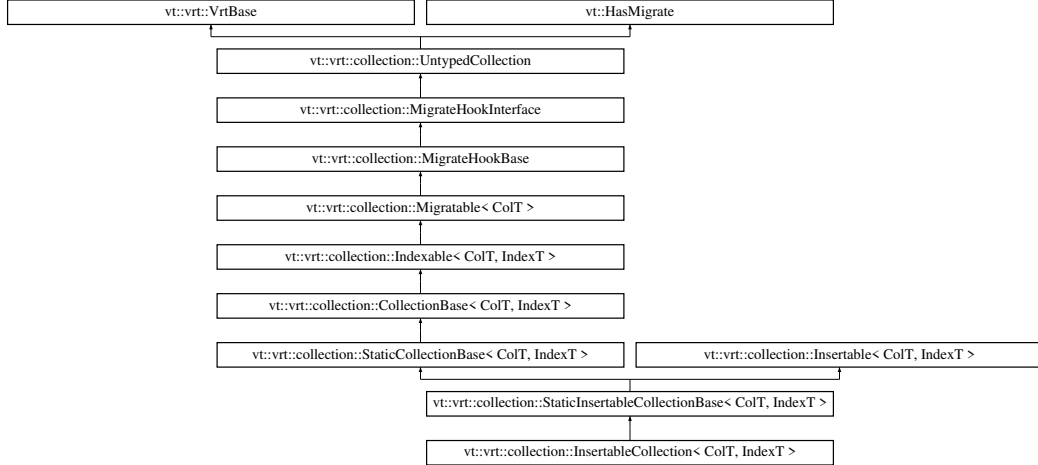 vt::vrt::VrtBase
vt::HasMigrate
vt::vrt::collection::UntypedCollection
vt::vrt::collection::MigrateHookInterface
vt::vrt::collection::MigrateHookBase
vt::vrt::collection::Migratable< ColT >
vt::vrt::collection::Indexable< ColT, IndexT >
vt::vrt::collection::CollectionBase< ColT, IndexT >
vt::vrt::collection::StaticCollectionBase< ColT, IndexT >
vt::vrt::collection::Insertable< ColT, IndexT >
vt::vrt::collection::StaticInsertableCollectionBase< ColT, IndexT >
vt::vrt::collection::InsertableCollection< ColT, IndexT >